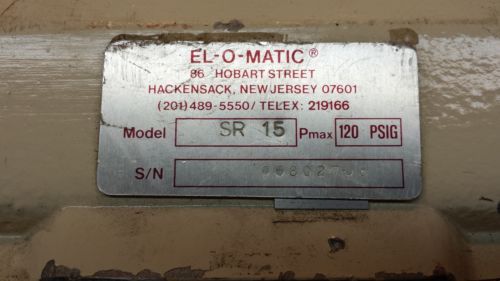 EL-O-MATIC®
86 HOBART STREET
HACKENSACK, NEW JERSEY 07601
(201) 489-5550/ TELEX: 219166
Model SR 15 Pmax 120 PSIG
S/N